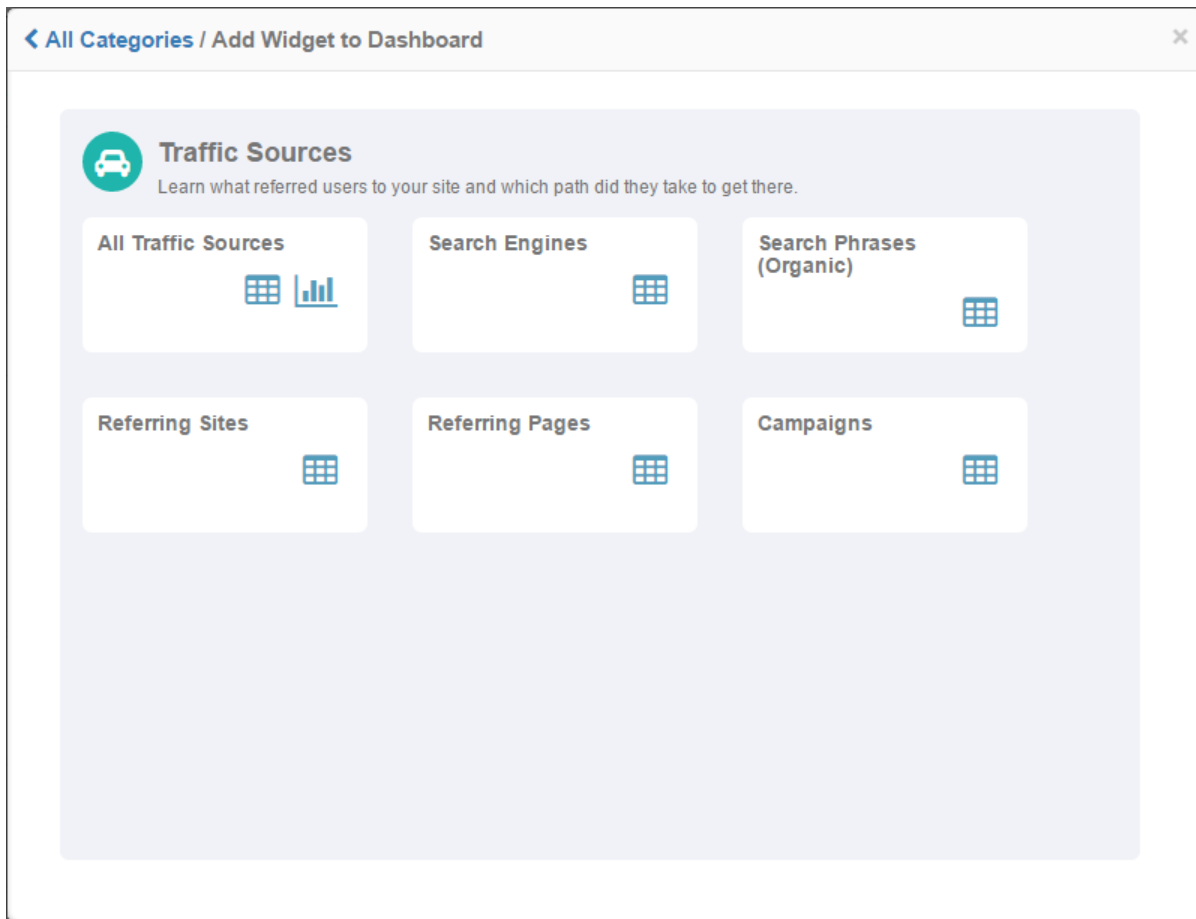 All Categories / Add Widget to Dashboard
Traffic Sources
Learn what referred users to your site and which path did they take to get there.
All Traffic Sources
Search Engines
Search Phrases
(Organic)
Referring Sites
Referring Pages
Campaigns